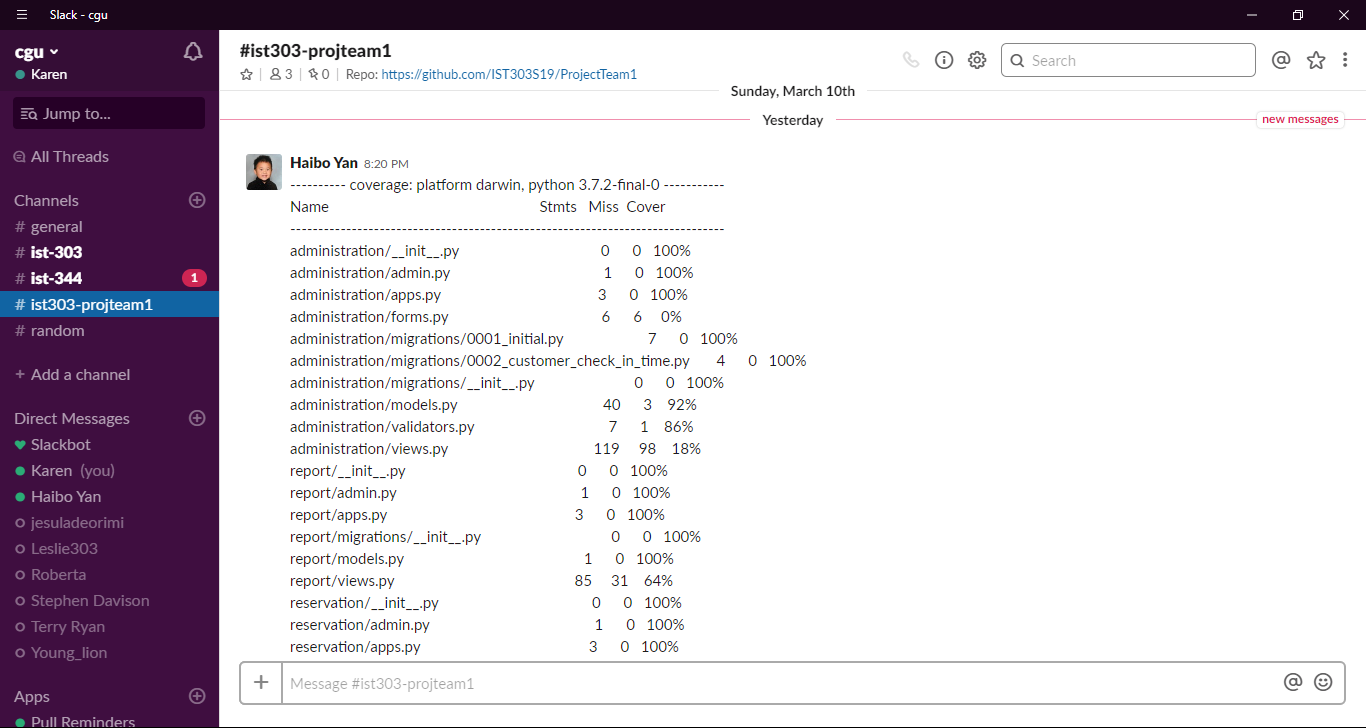 Slack - cgu
cgu
Karen
Jump to...
All Threads
Channels
# general
# ist-303
# ist-344 1
# ist303-projteam1
# random
+ Add a channel
Direct Messages
Slackbot
Karen (you)
Haibo Yan
jesuladeorimi
Leslie303
Roberta
Stephen Davison
Terry Ryan
Young_lion
Apps
Pull Reminders
#ist303-projteam1
3 | 0 | Repo: https://github.com/IST303S19/ProjectTeam1
Search
Sunday, March 10th
Yesterday
new messages
Haibo Yan 8:20 PM
---------- coverage: platform darwin, python 3.7.2-final-0 -----------
Name Stmts Miss Cover
-------------------------------------------------------------------------
administration/__init__.py 0 0 100%
administration/admin.py 1 0 100%
administration/apps.py 3 0 100%
administration/forms.py 6 6 0%
administration/migrations/0001_initial.py 7 0 100%
administration/migrations/0002_customer_check_in_time.py 4 0 100%
administration/migrations/__init__.py 0 0 100%
administration/models.py 40 3 92%
administration/validators.py 7 1 86%
administration/views.py 119 98 18%
report/__init__.py 0 0 100%
report/admin.py 1 0 100%
report/apps.py 3 0 100%
report/migrations/__init__.py 0 0 100%
report/models.py 1 0 100%
report/views.py 85 31 64%
reservation/__init__.py 0 0 100%
reservation/admin.py 1 0 100%
reservation/apps.py 3 0 100%
Message #ist303-projteam1